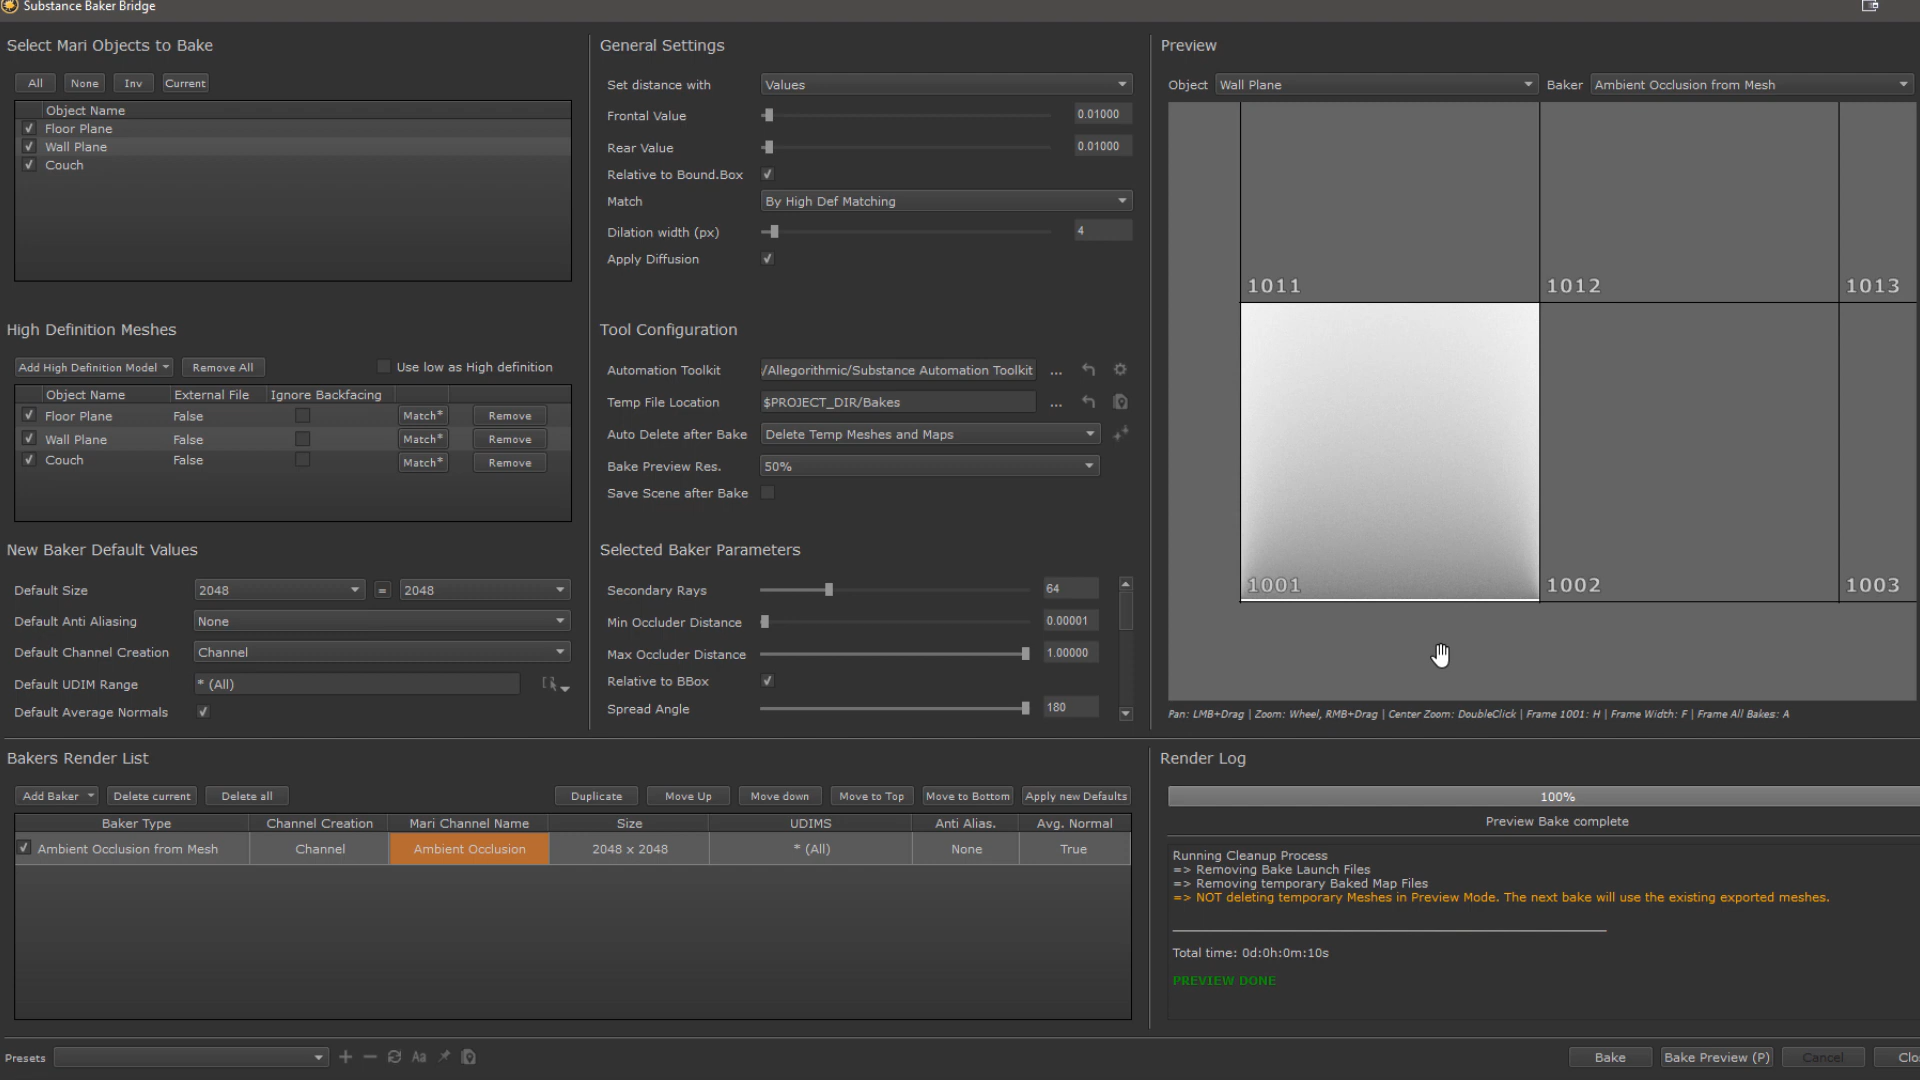 Substance Baker Bridge
Select Mari Objects to Bake
All None Inv Current
Object Name
Floor Plane
Wall Plane
Couch
High Definition Meshes
Add High Definition Model Remove All Use low as High definition
Object Name External File Ignore Backfacing
Floor Plane False Match* Remove
Wall Plane False Match* Remove
Couch False Match* Remove
New Baker Default Values
Default Size 2048 = 2048
Default Anti Aliasing None
Default Channel Creation Channel
Default UDIM Range * (All)
Default Average Normals
General Settings
Set distance with Values
Frontal Value 0.01000
Rear Value 0.01000
Relative to Bound.Box
Match By High Def Matching
Dilation width (px) 4
Apply Diffusion
Tool Configuration
Automation Toolkit /Allegorithmic/Substance Automation Toolkit ...
Temp File Location $PROJECT_DIR/Bakes ...
Auto Delete after Bake Delete Temp Meshes and Maps
Bake Preview Res. 50%
Save Scene after Bake
Selected Baker Parameters
Secondary Rays 64
Min Occluder Distance 0.00001
Max Occluder Distance 1.00000
Relative to BBox
Spread Angle 180
Preview
Object Wall Plane Baker Ambient Occlusion from Mesh
1011 1012 1013
1001 1002 1003
Pan: LMB+Drag | Zoom: Wheel, RMB+Drag | Center Zoom: DoubleClick | Frame 1001: H | Frame Width: F | Frame All Bakes: A
Bakers Render List
Add Baker Delete current Delete all Duplicate Move Up Move down Move to Top Move to Bottom Apply new Defaults
Baker Type Channel Creation Mari Channel Name Size UDIMS Anti Alias. Avg. Normal
Ambient Occlusion from Mesh Channel Ambient Occlusion 2048 x 2048 * (All) None True
Render Log
100%
Preview Bake complete
Running Cleanup Process
=> Removing Bake Launch Files
=> Removing temporary Baked Map Files
=> NOT deleting temporary Meshes in Preview Mode. The next bake will use the existing exported meshes.
Total time: 0d:0h:0m:10s
PREVIEW DONE
Presets Aa
Bake Bake Preview (P) Cancel Clo